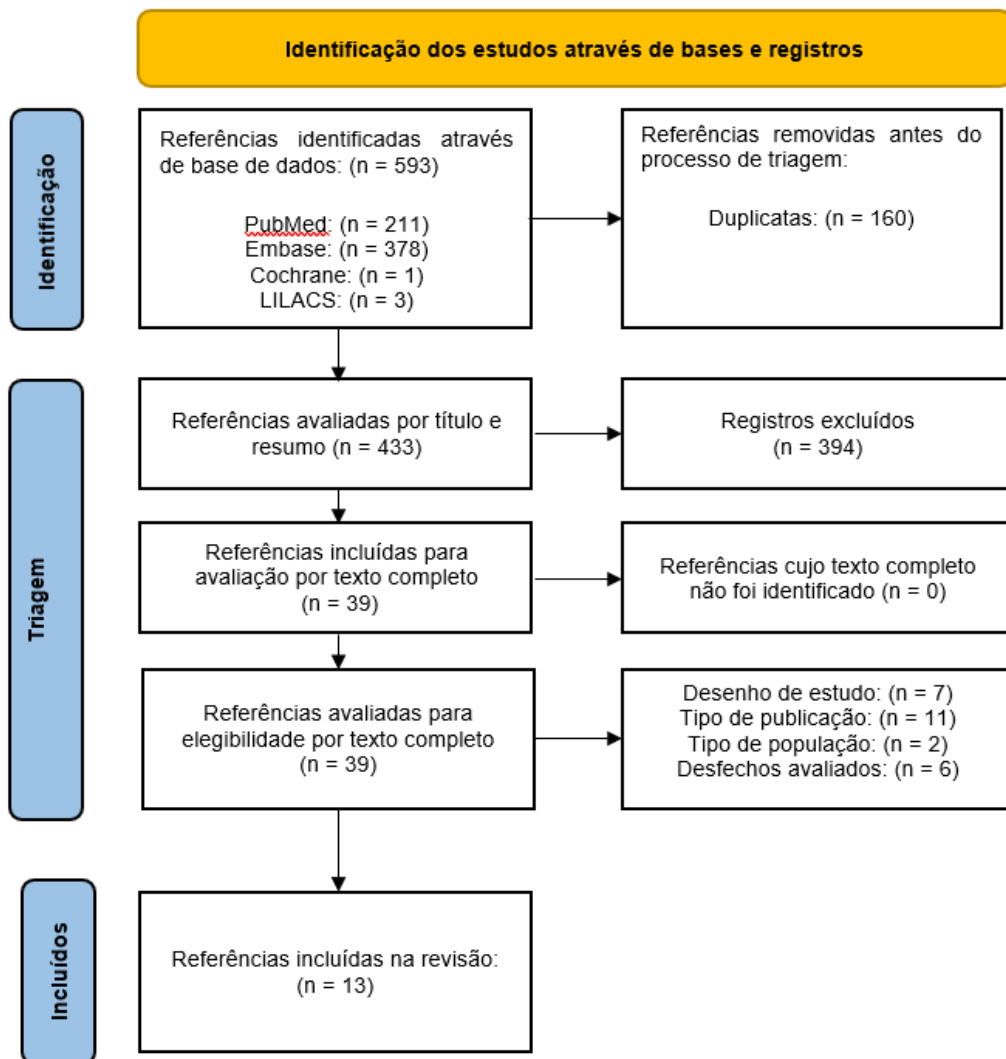 Identificação dos estudos através de bases e registros
Identificação
Referências identificadas através
de base de dados: (n = 593)
PubMed: (n = 211)
Embase: (n = 378)
Cochrane: (n = 1)
LILACS: (n = 3)
Referências removidas antes do
processo de triagem:
Duplicatas: (n = 160)
Triagem
Referências avaliadas por título e
resumo (n = 433)
Registros excluídos
(n = 394)
Referências incluídas para
avaliação por texto completo
(n = 39)
Referências cujo texto completo
não foi identificado (n = 0)
Referências avaliadas para
elegibilidade por texto completo
(n = 39)
Desenho de estudo: (n = 7)
Tipo de publicação: (n = 11)
Tipo de população: (n = 2)
Desfechos avaliados: (n = 6)
Incluídos
Referências incluídas na revisão:
(n = 13)